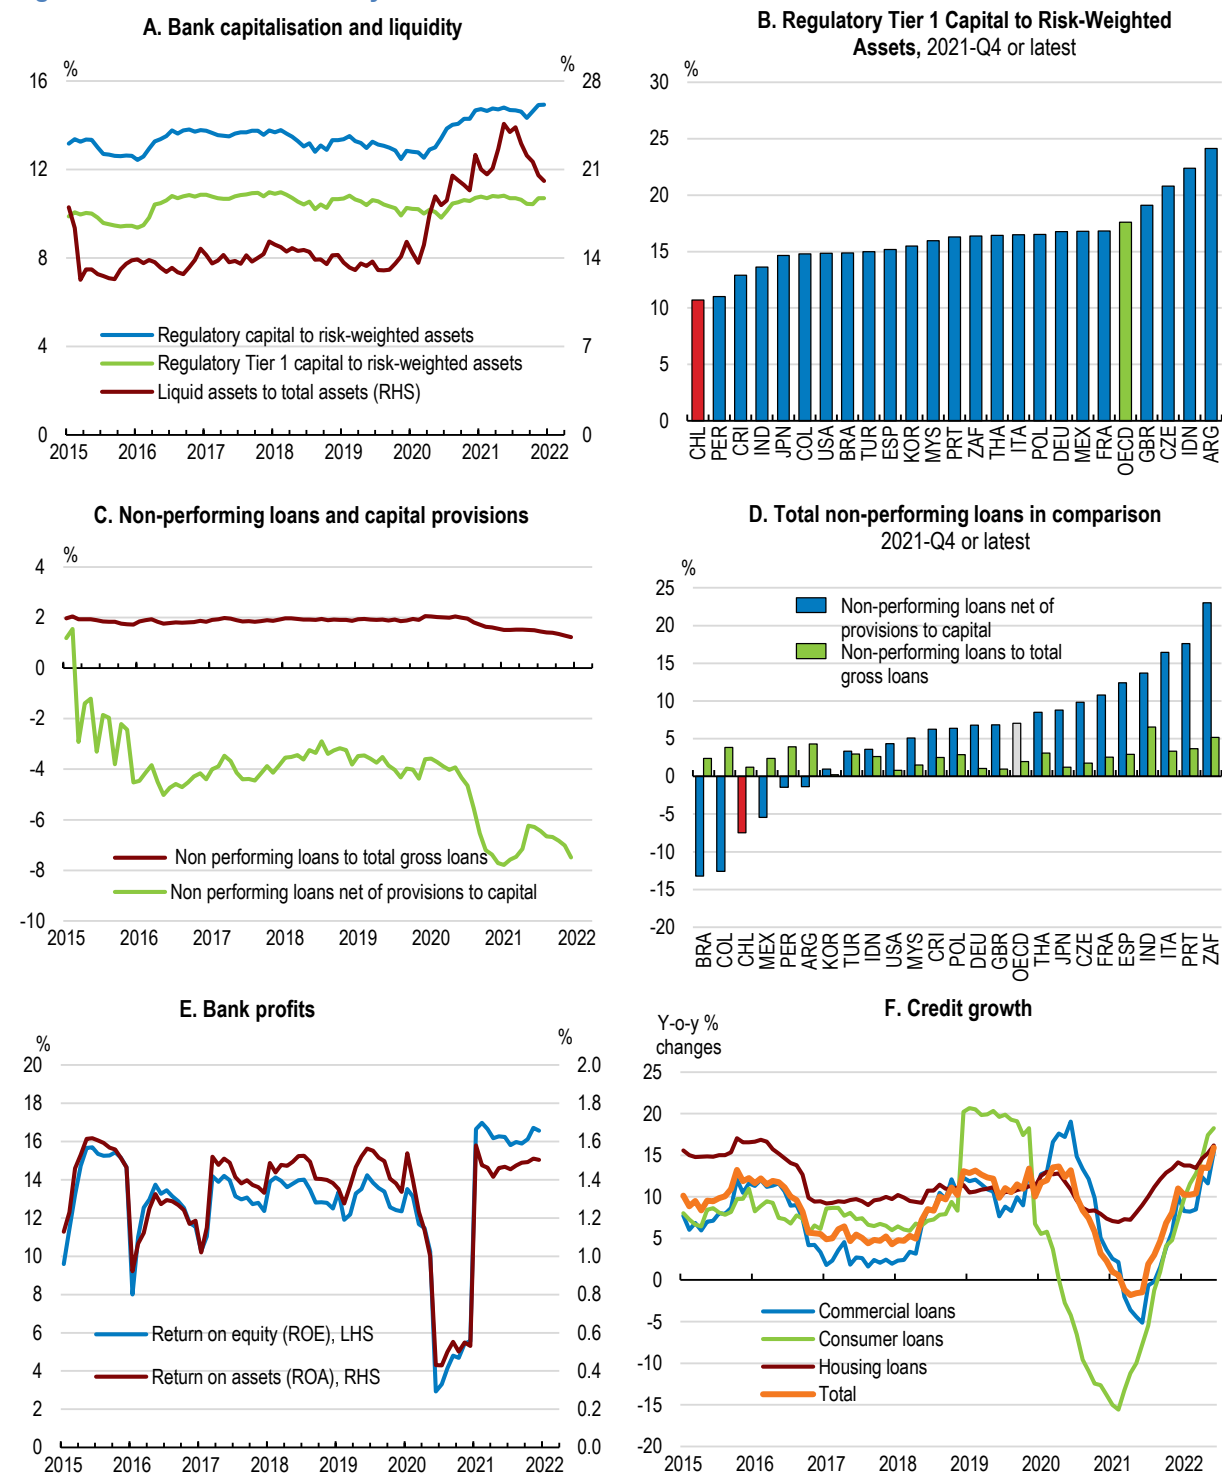 A. Bank capitalisation and liquidity
%
%
16
28
12
21
8
14
4
7
0
0
Regulatory capital to risk-weighted assets
Regulatory Tier 1 capital to risk-weighted assets
Liquid assets to total assets (RHS)
2015 2016 2017 2018 2019 2020 2021 2022
B. Regulatory Tier 1 Capital to Risk-Weighted
Assets, 2021-Q4 or latest
%
30
25
20
15
10
5
0
CHL PER CRI IND JPN COL USA BRA TUR ESP KOR MYS PRT ZAF THA ITA POL DEU MEX FRA OECD GBR CZE IDN ARG
C. Non-performing loans and capital provisions
%
4
2
0
-2
-4
-6
-8
-10
Non performing loans to total gross loans
Non performing loans net of provisions to capital
2015 2016 2017 2018 2019 2020 2021 2022
D. Total non-performing loans in comparison
2021-Q4 or latest
%
25
20
15
10
5
0
-5
-10
-15
-20
Non-performing loans net of
provisions to capital
Non-performing loans to total
gross loans
BRA COL CHL MEX PER ARG KOR TUR IDN USA MYS CRI POL DEU GBR OECD THA JPN CZE FRA ESP IND ITA PRT ZAF
E. Bank profits
%
%
20
2.0
18
1.8
16
1.6
14
1.4
12
1.2
10
1.0
8
0.8
6
0.6
4
0.4
2
0.2
0
0.0
Return on equity (ROE), LHS
Return on assets (ROA), RHS
2015 2016 2017 2018 2019 2020 2021 2022
F. Credit growth
Y-o-y %
changes
25
20
15
10
5
0
-5
-10
-15
-20
Commercial loans
Consumer loans
Housing loans
Total
2015 2016 2017 2018 2019 2020 2021 2022